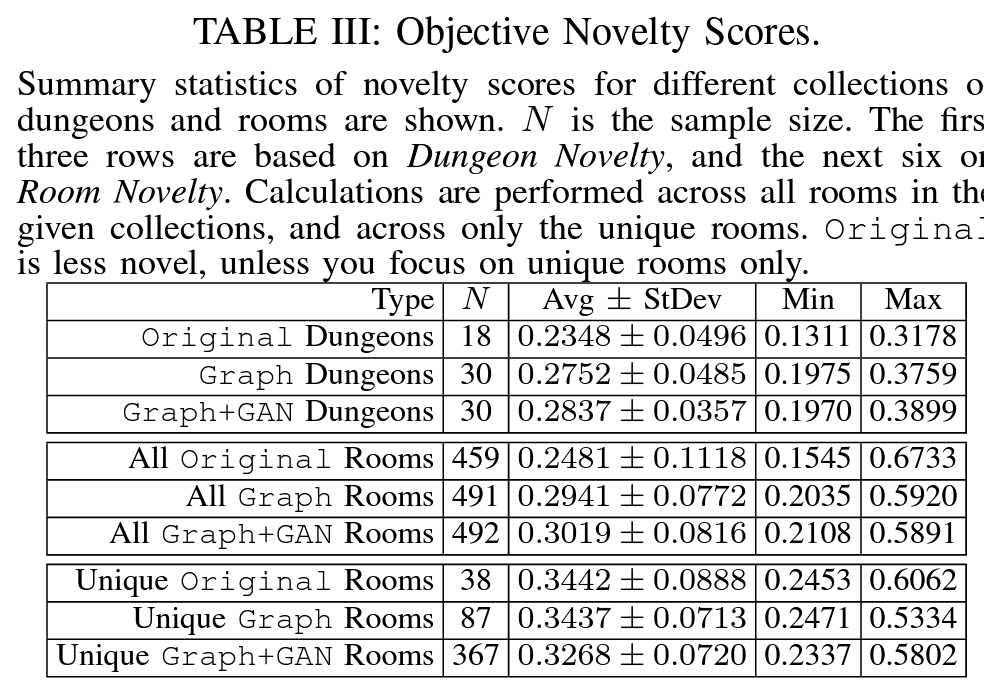 TABLE III: Objective Novelty Scores.
Summary statistics of novelty scores for different collections o
dungeons and rooms are shown. N is the sample size. The firs
three rows are based on Dungeon Novelty, and the next six on
Room Novelty. Calculations are performed across all rooms in the
given collections, and across only the unique rooms. Original
is less novel, unless you focus on unique rooms only.
Type N Avg ± StDev Min Max
Original Dungeons 18 0.2348 ± 0.0496 0.1311 0.3178
Graph Dungeons 30 0.2752 ± 0.0485 0.1975 0.3759
Graph+GAN Dungeons 30 0.2837 ± 0.0357 0.1970 0.3899
All Original Rooms 459 0.2481 ± 0.1118 0.1545 0.6733
All Graph Rooms 491 0.2941 ± 0.0772 0.2035 0.5920
All Graph+GAN Rooms 492 0.3019 ± 0.0816 0.2108 0.5891
Unique Original Rooms 38 0.3442 ± 0.0888 0.2453 0.6062
Unique Graph Rooms 87 0.3437 ± 0.0713 0.2471 0.5334
Unique Graph+GAN Rooms 367 0.3268 ± 0.0720 0.2337 0.5802